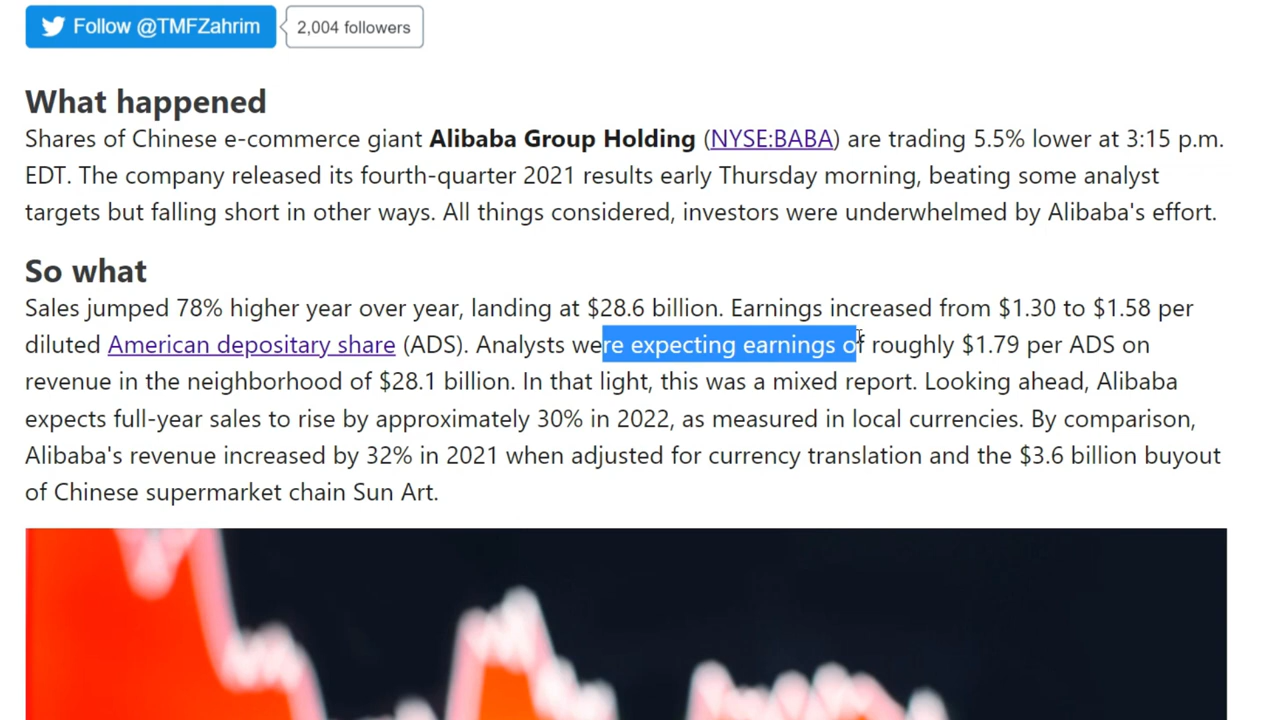 Follow @TMFZahrim 2,004 followers
What happened
Shares of Chinese e-commerce giant Alibaba Group Holding (NYSE:BABA) are trading 5.5% lower at 3:15 p.m.
EDT. The company released its fourth-quarter 2021 results early Thursday morning, beating some analyst
targets but falling short in other ways. All things considered, investors were underwhelmed by Alibaba's effort.
So what
Sales jumped 78% higher year over year, landing at $28.6 billion. Earnings increased from $1.30 to $1.58 per
diluted American depositary share (ADS). Analysts were expecting earnings of roughly $1.79 per ADS on
revenue in the neighborhood of $28.1 billion. In that light, this was a mixed report. Looking ahead, Alibaba
expects full-year sales to rise by approximately 30% in 2022, as measured in local currencies. By comparison,
Alibaba's revenue increased by 32% in 2021 when adjusted for currency translation and the $3.6 billion buyout
of Chinese supermarket chain Sun Art.